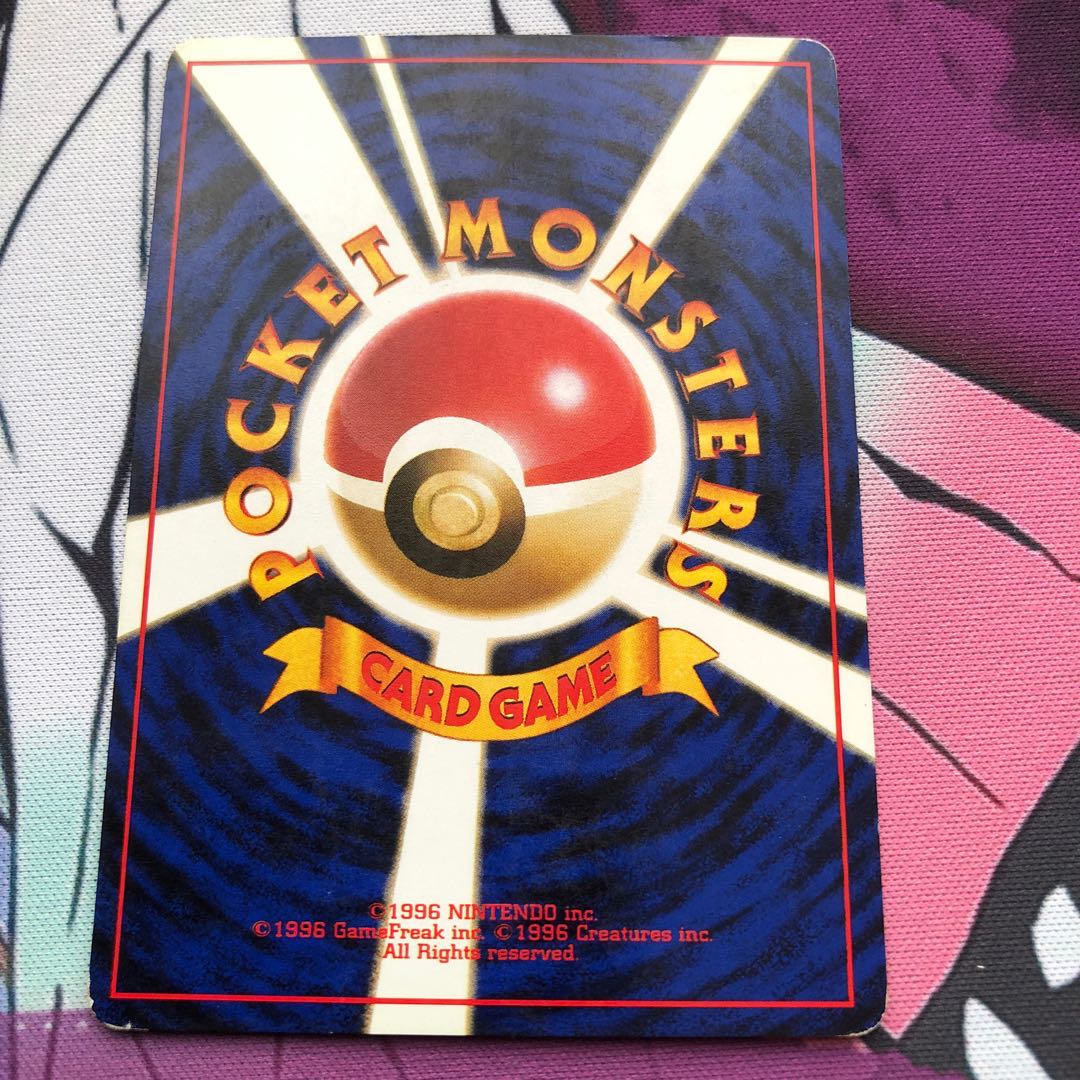 POCKET MONSTERS
CARD GAME
©1996 NINTENDO inc.
©1996 GameFreak inc. ©1996 Creatures inc.
All Rights reserved.